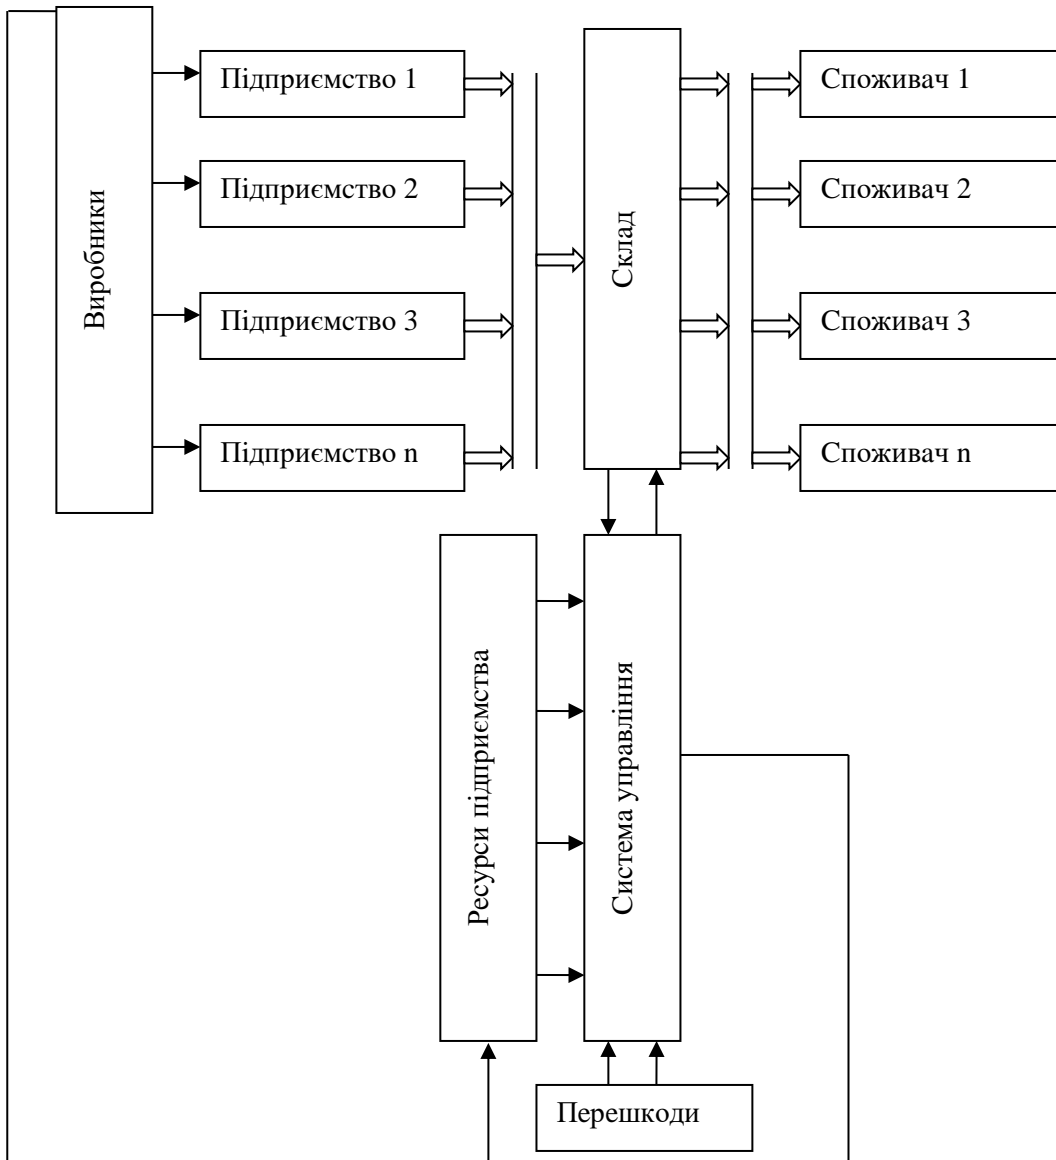 Виробники
Підприємство 1
Підприємство 2
Підприємство 3
Підприємство n
Склад
Споживач 1
Споживач 2
Споживач 3
Споживач n
Ресурси підприємства
Система управління
Перешкоди